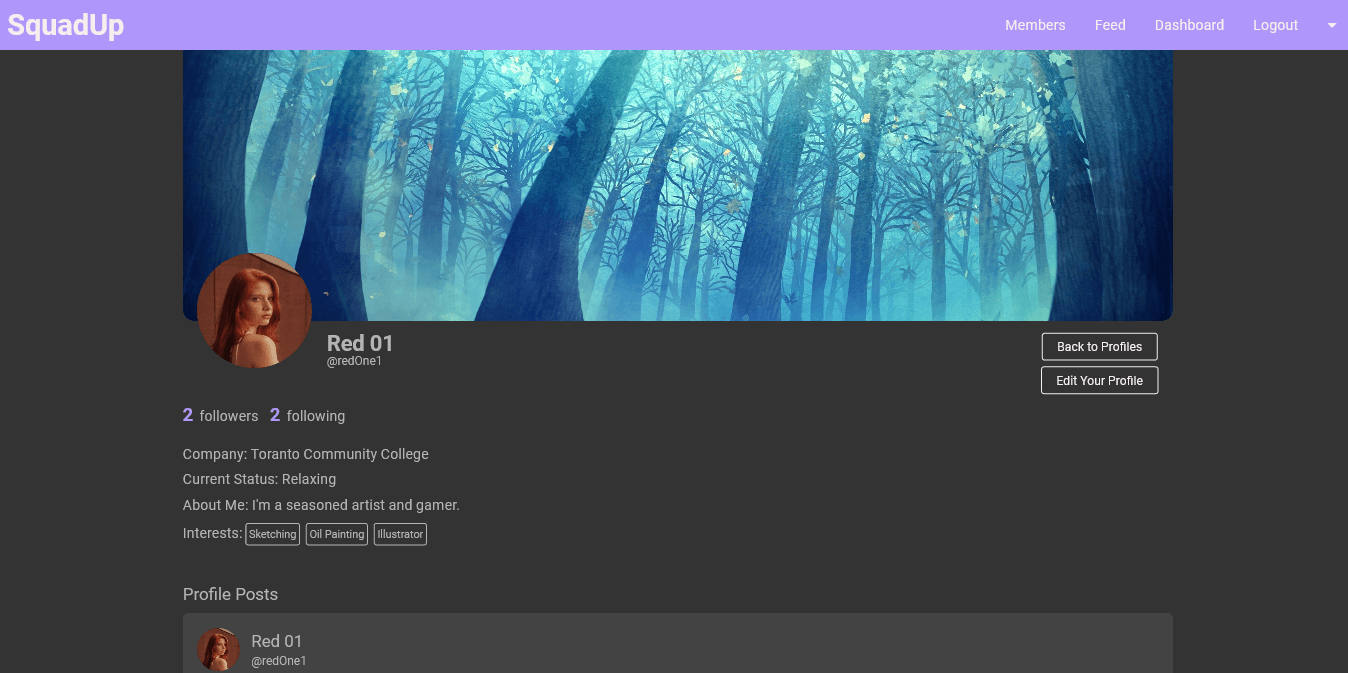 SquadUp
Members Feed Dashboard Logout
Red 01
@redOne1
Back to Profiles
Edit Your Profile
2 followers 2 following
Company: Toranto Community College
Current Status: Relaxing
About Me: I'm a seasoned artist and gamer.
Interests: Sketching Oil Painting Illustrator
Profile Posts
Red 01
@redOne1